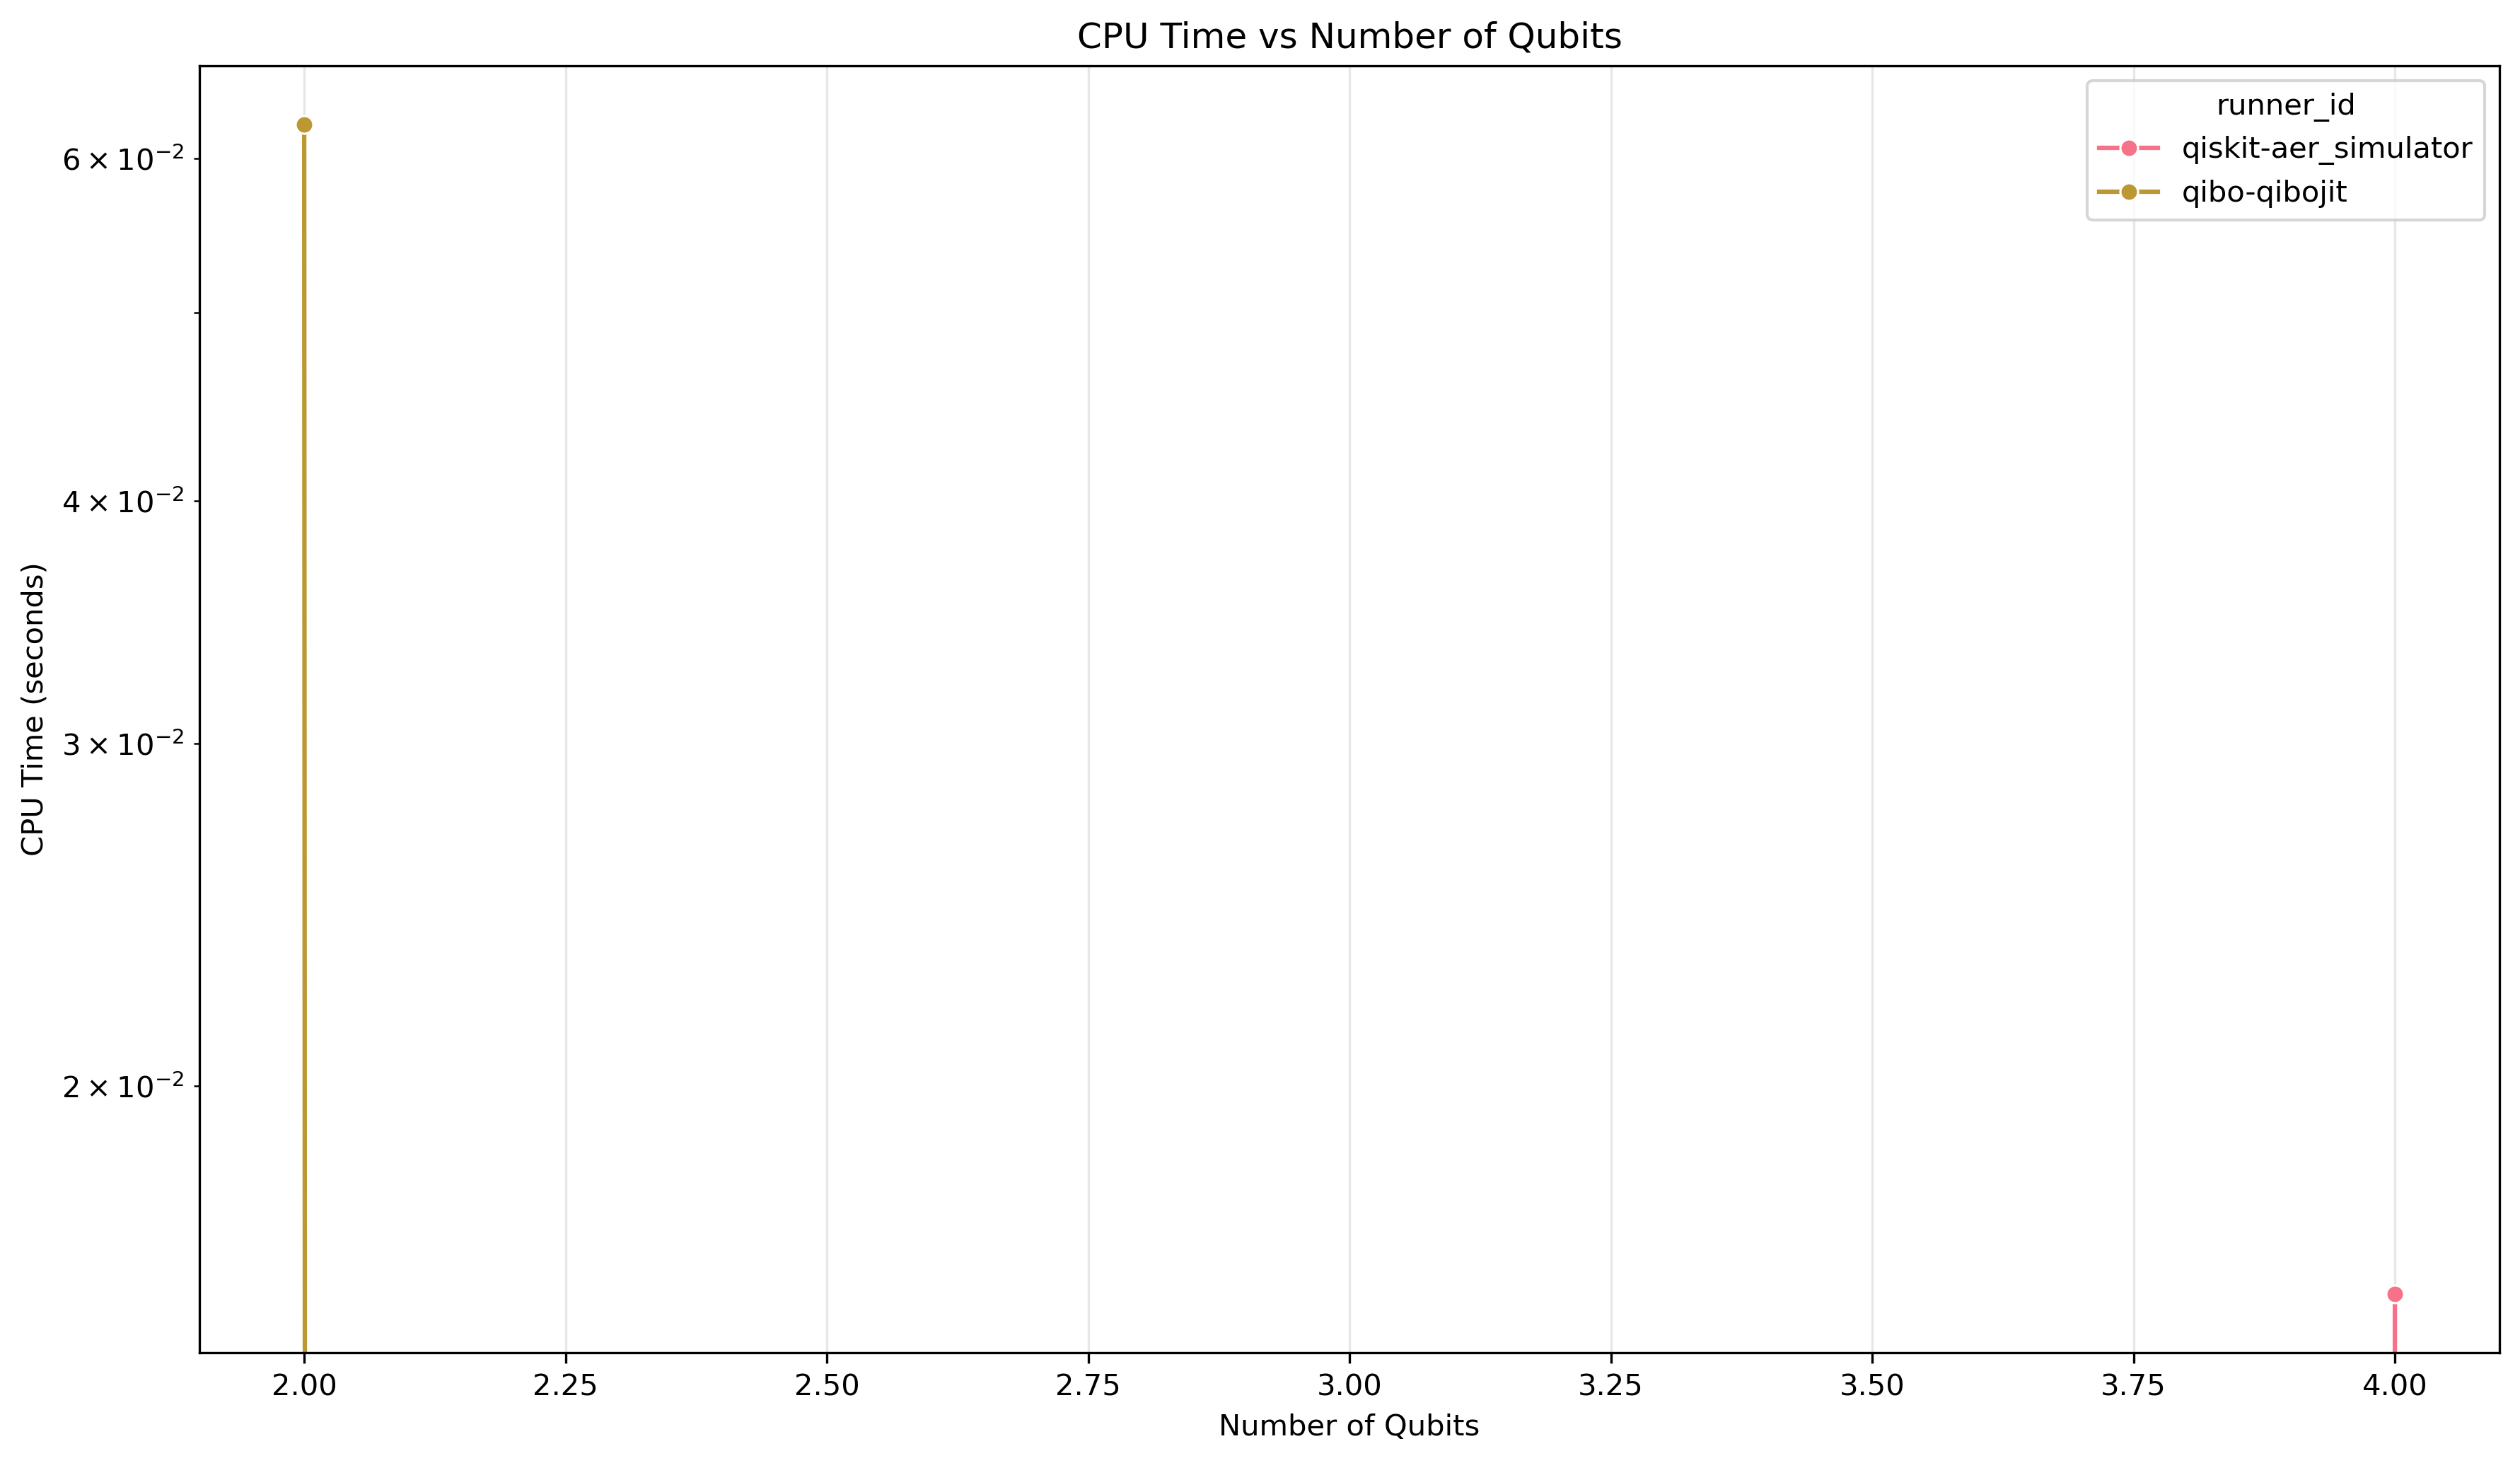 CPU Time vs Number of Qubits
runner_id
qiskit-aer_simulator
qibo-qibojit
CPU Time (seconds)
6 × 10⁻²
4 × 10⁻²
3 × 10⁻²
2 × 10⁻²
2.00 2.25 2.50 2.75 3.00 3.25 3.50 3.75 4.00
Number of Qubits